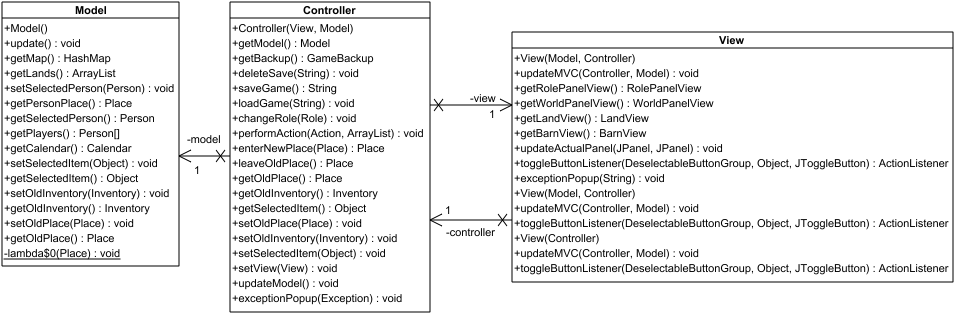 Model
+Model()
+update() : void
+getMap() : HashMap
+getLands() : ArrayList
+setSelectedPerson(Person) : void
+getPersonPlace() : Place
+getSelectedPerson() : Person
+getPlayers() : Person[]
+getCalendar() : Calendar
+setSelectedItem(Object) : void
+getSelectedItem() : Object
+setOldInventory(Inventory) : void
+getOldInventory() : Inventory
+setOldPlace(Place) : void
+getOldPlace() : Place
-lambda$0(Place) : void
-model
1
Controller
+Controller(View, Model)
+getModel() : Model
+getBackup() : GameBackup
+deleteSave(String) : void
+saveGame() : String
+loadGame(String) : void
+changeRole(Role) : void
+performAction(Action, ArrayList) : void
+enterNewPlace(Place) : Place
+leaveOldPlace() : Place
+getOldPlace() : Place
+getOldInventory() : Inventory
+getSelectedItem() : Object
+setOldPlace(Place) : void
+setOldInventory(Inventory) : void
+setSelectedItem(Object) : void
+setView(View) : void
+updateModel() : void
+exceptionPopup(Exception) : void
-view
1
1
-controller
View
+View(Model, Controller)
+updateMVC(Controller, Model) : void
+getRolePanelView() : RolePanelView
+getWorldPanelView() : WorldPanelView
+getLandView() : LandView
+getBarnView() : BarnView
+updateActualPanel(JPanel, JPanel) : void
+toggleButtonListener(DeselectableButtonGroup, Object, JToggleButton) : ActionListener
+exceptionPopup(String) : void
+View(Model, Controller)
+updateMVC(Controller, Model) : void
+toggleButtonListener(DeselectableButtonGroup, Object, JToggleButton) : ActionListener
+View(Controller)
+updateMVC(Controller, Model) : void
+toggleButtonListener(DeselectableButtonGroup, Object, JToggleButton) : ActionListener